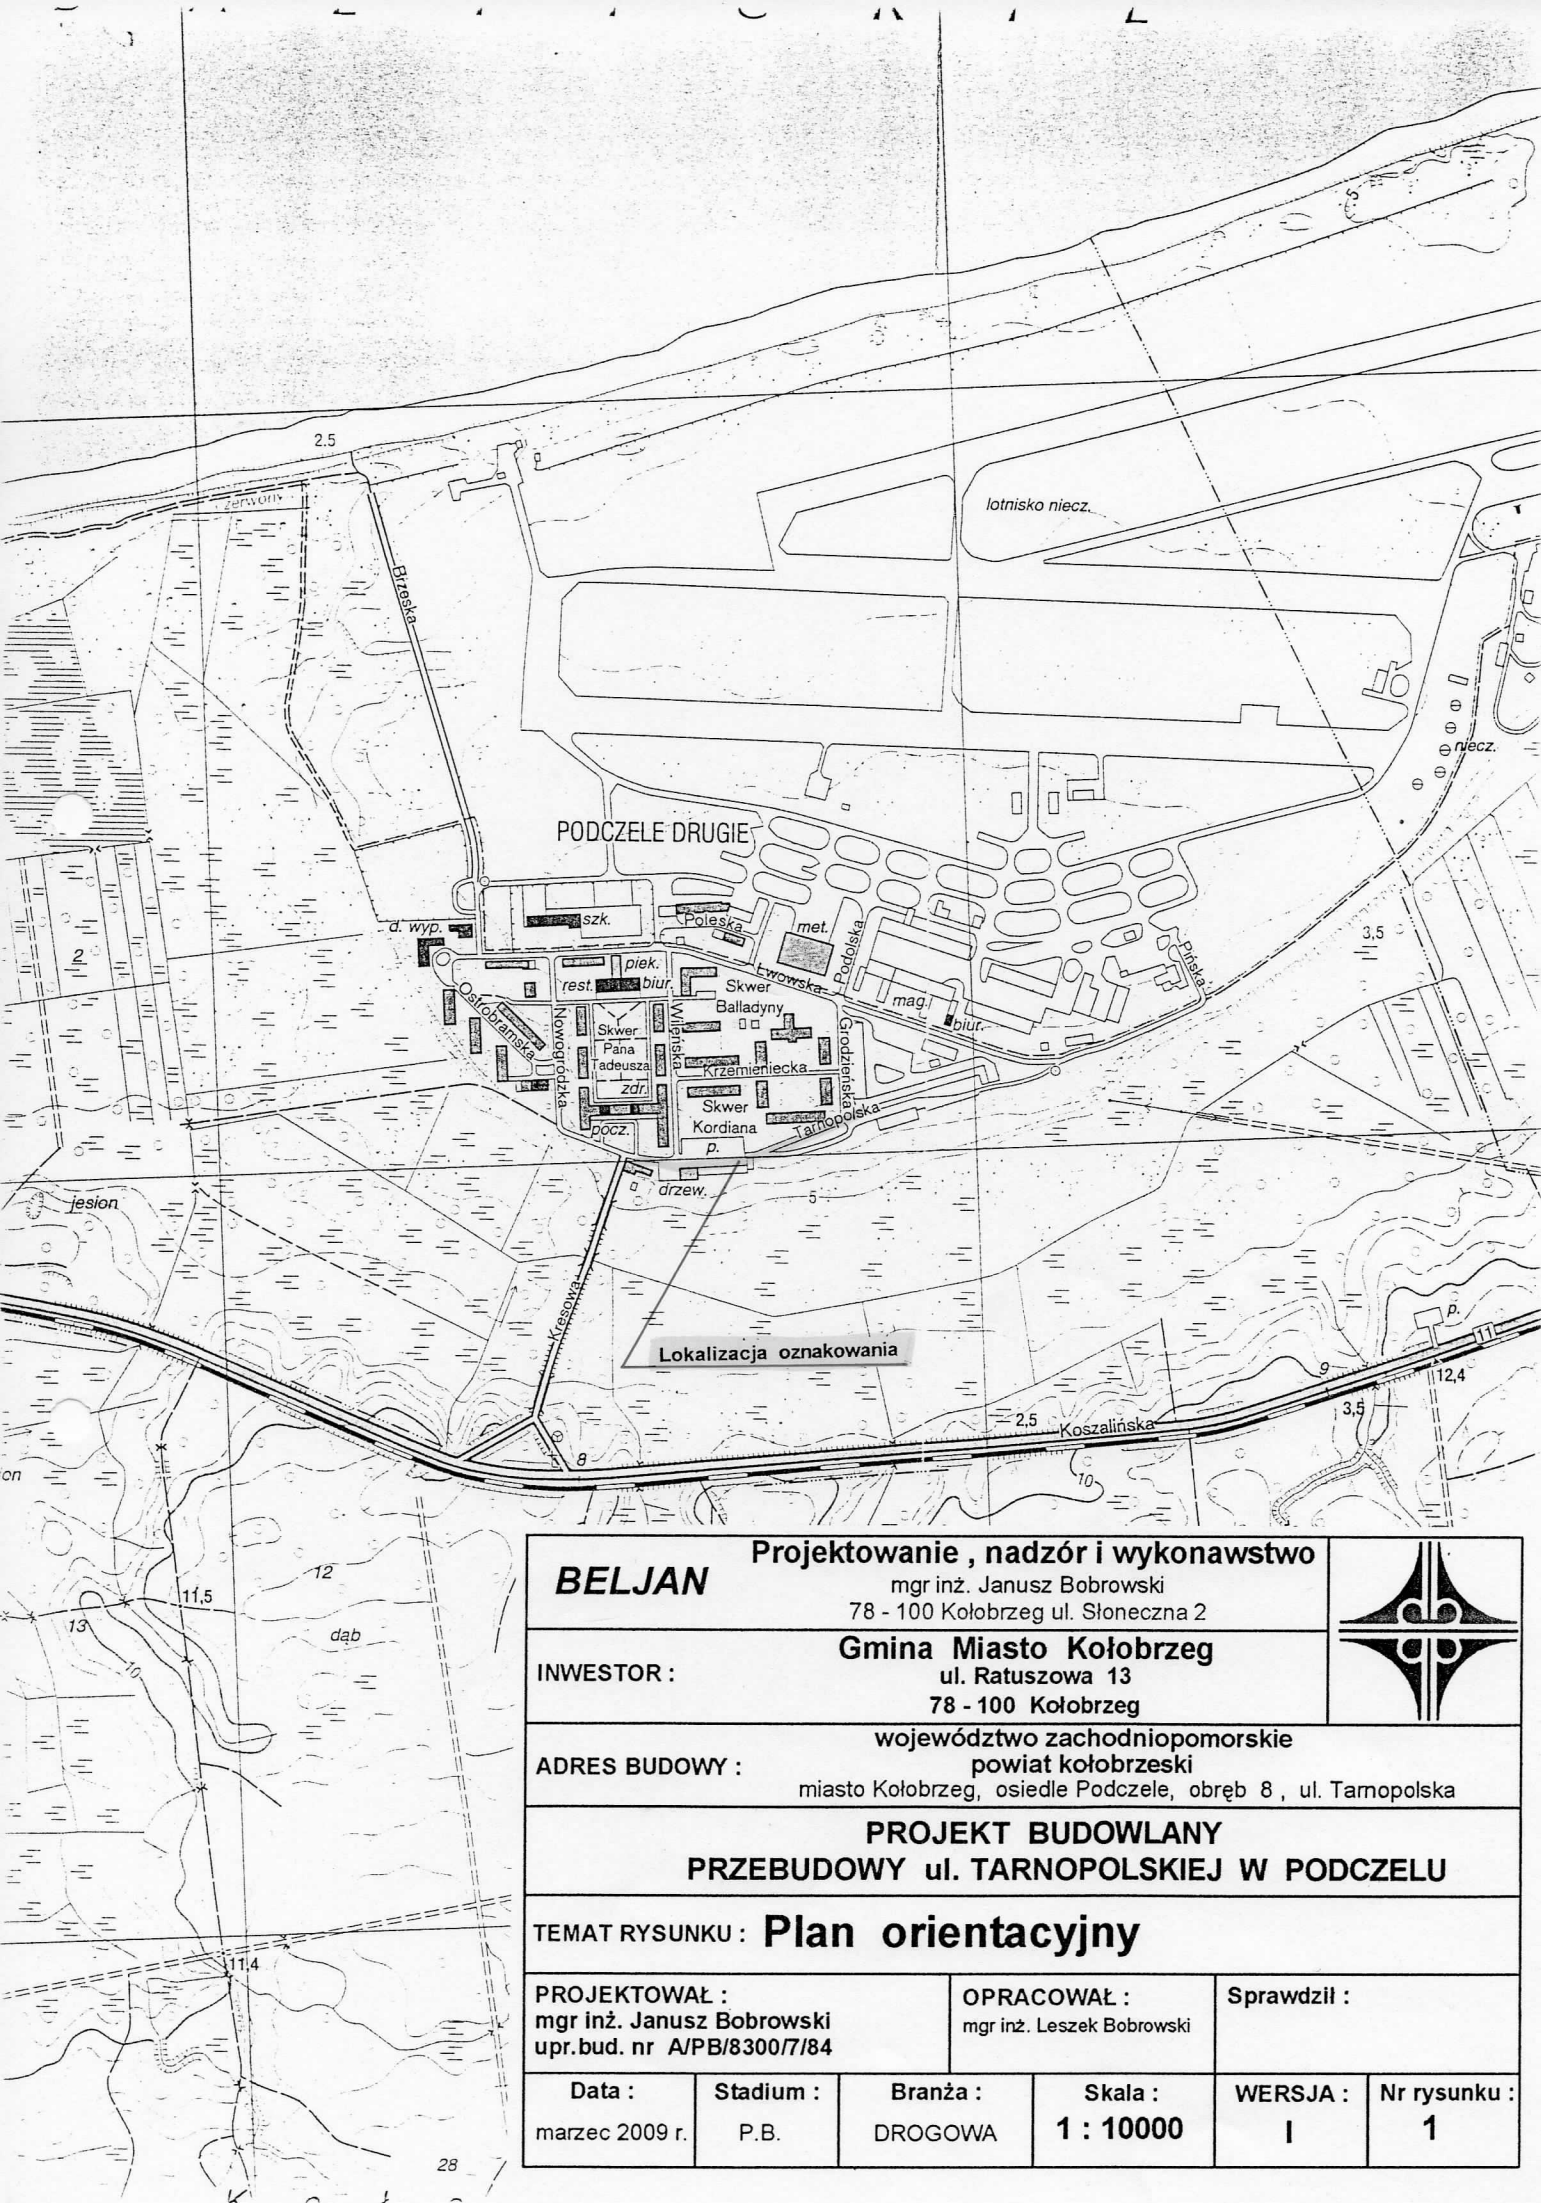 2.5
lotnisko niecz.
Brzeska
niecz.
PODCZELE DRUGIE
d. wyp.
szk.
Poleska
met.
Podolska
3,5
2
piek.
rest.
biur.
Lwowska
Pińska
Skwer
Balladyny
mag.
biur.
Ostrobramska
Nowogródzka
Skwer
Pana
Tadeusza
Wileńska
Grodzieńska
zdr.
Krzemieniecka
Skwer
Kordiana
Tarnopolska
pocz.
p.
drzew.
5
jesion
Kresowa
Lokalizacja oznakowania
p.
11
9
12,4
3,5
2,5
Koszalińska
8
10
on
12
11,5
13
dąb
10
11,4
28
BELJAN
Projektowanie , nadzór i wykonawstwo
mgr inż. Janusz Bobrowski
78 - 100 Kołobrzeg ul. Słoneczna 2
INWESTOR :
Gmina Miasto Kołobrzeg
ul. Ratuszowa 13
78 - 100 Kołobrzeg
ADRES BUDOWY :
województwo zachodniopomorskie
powiat kołobrzeski
miasto Kołobrzeg, osiedle Podczele, obręb 8 , ul. Tarnopolska
PROJEKT BUDOWLANY
PRZEBUDOWY ul. TARNOPOLSKIEJ W PODCZELU
TEMAT RYSUNKU : Plan orientacyjny
PROJEKTOWAŁ :
mgr inż. Janusz Bobrowski
upr.bud. nr A/PB/8300/7/84
OPRACOWAŁ :
mgr inż. Leszek Bobrowski
Sprawdził :
Data :
marzec 2009 r.
Stadium :
P.B.
Branża :
DROGOWA
Skala :
1 : 10000
WERSJA :
I
Nr rysunku :
1